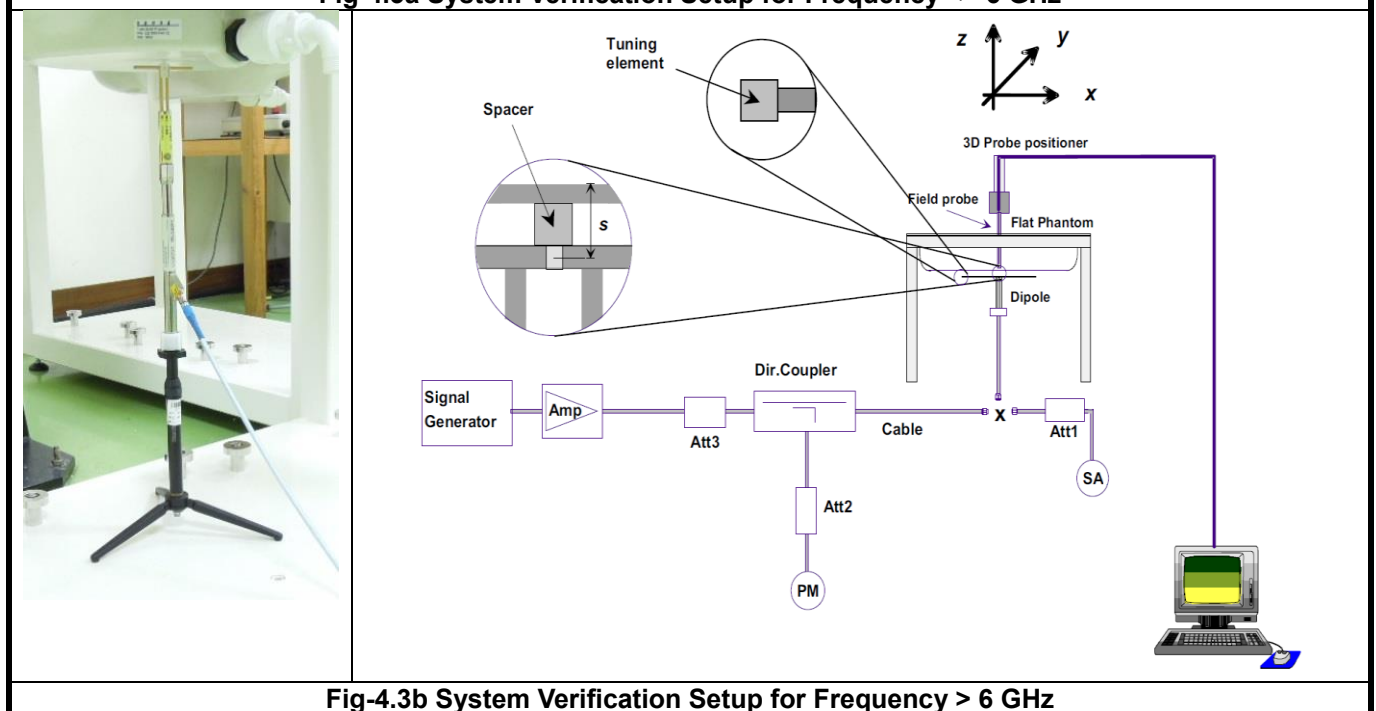 Fig-4.3a System Verification Setup for Frequency > 6 GHz
Tuning
element
z
y
x
Spacer
s
3D Probe positioner
Field probe
Flat Phantom
Dipole
Dir.Coupler
Signal
Generator
Amp
Att3
Cable
x
Att1
SA
Att2
PM
Fig-4.3b System Verification Setup for Frequency > 6 GHz